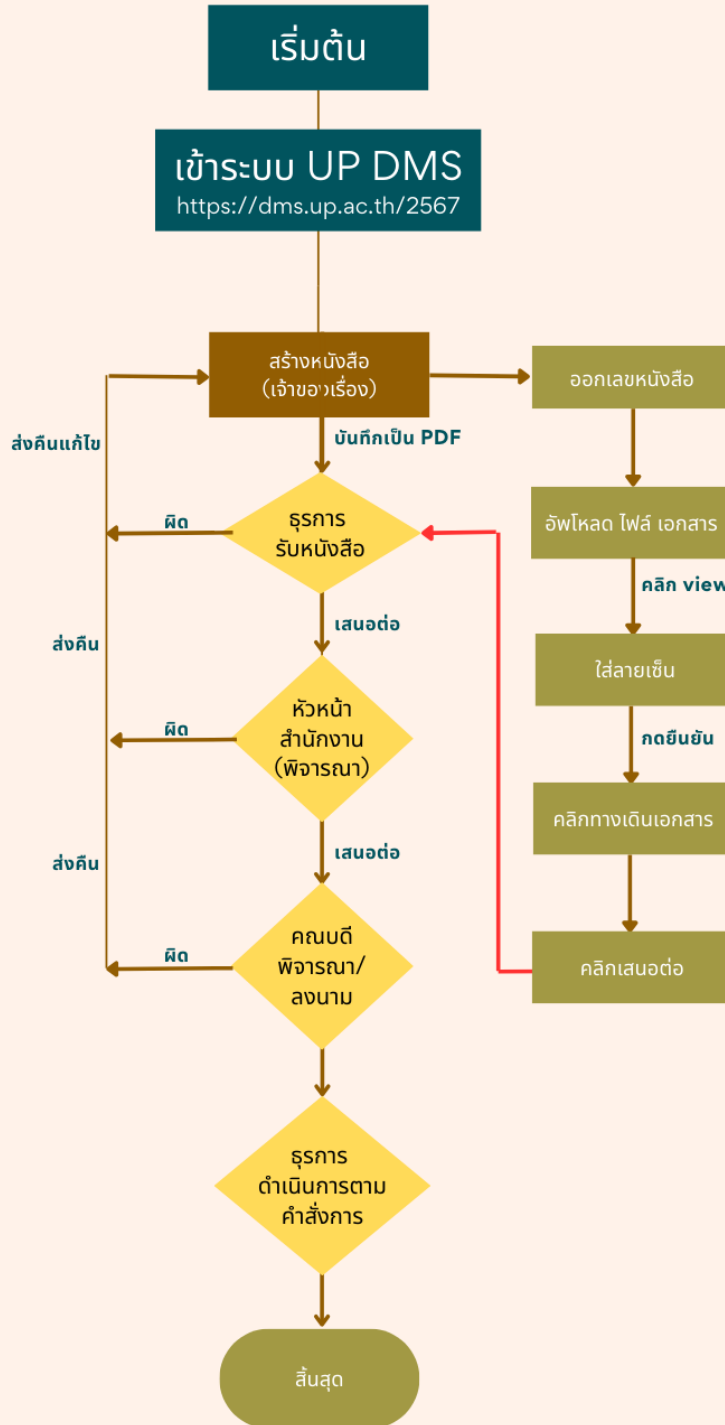 เริ่มต้น
เข้าระบบ UP DMS
https://dms.up.ac.th/2567
สร้างหนังสือ
(เจ้าของเรื่อง)
ออกเลขหนังสือ
ส่งคืนแก้ไข
บันทึกเป็น PDF
ธุรการ
รับหนังสือ
ผิด
อัพโหลด ไฟล์ เอกสาร
คลิก view
เสนอต่อ
ส่งคืน
ใส่ลายเซ็น
หัวหน้า
สำนักงาน
(พิจารณา)
ผิด
กดยืนยัน
คลิกทางเดินเอกสาร
เสนอต่อ
ส่งคืน
คณบดี
พิจารณา/
ลงนาม
ผิด
คลิกเสนอต่อ
ธุรการ
ดำเนินการตาม
คำสั่งการ
สิ้นสุด